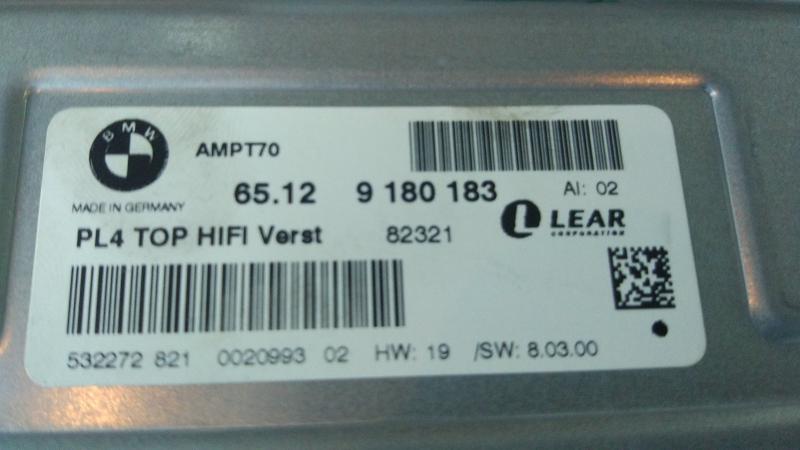 BMW
AMPT70
65.12 9 180 183 AI: 02
MADE IN GERMANY
LEAR
CORPORATION
PL4 TOP HIFI Verst 82321
532272 821 0020993 02 HW: 19 /SW: 8.03.00